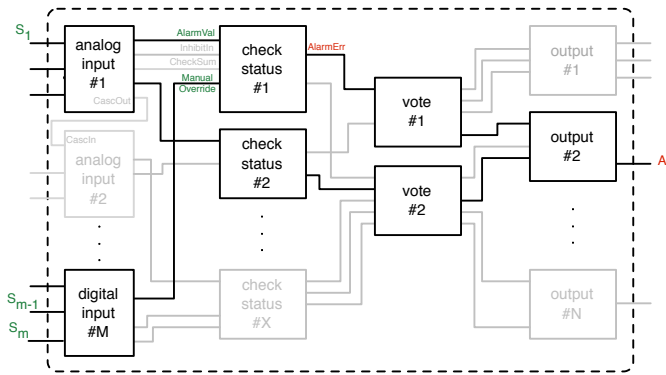 S1
analog
input
#1
AlarmVal
InhibitIn
CheckSum
Manual
Override
CascOut
check
status
#1
AlarmErr
vote
#1
output
#1
CascIn
analog
input
#2
check
status
#2
vote
#2
output
#2
A
Sm-1
Sm
digital
input
#M
check
status
#X
output
#N